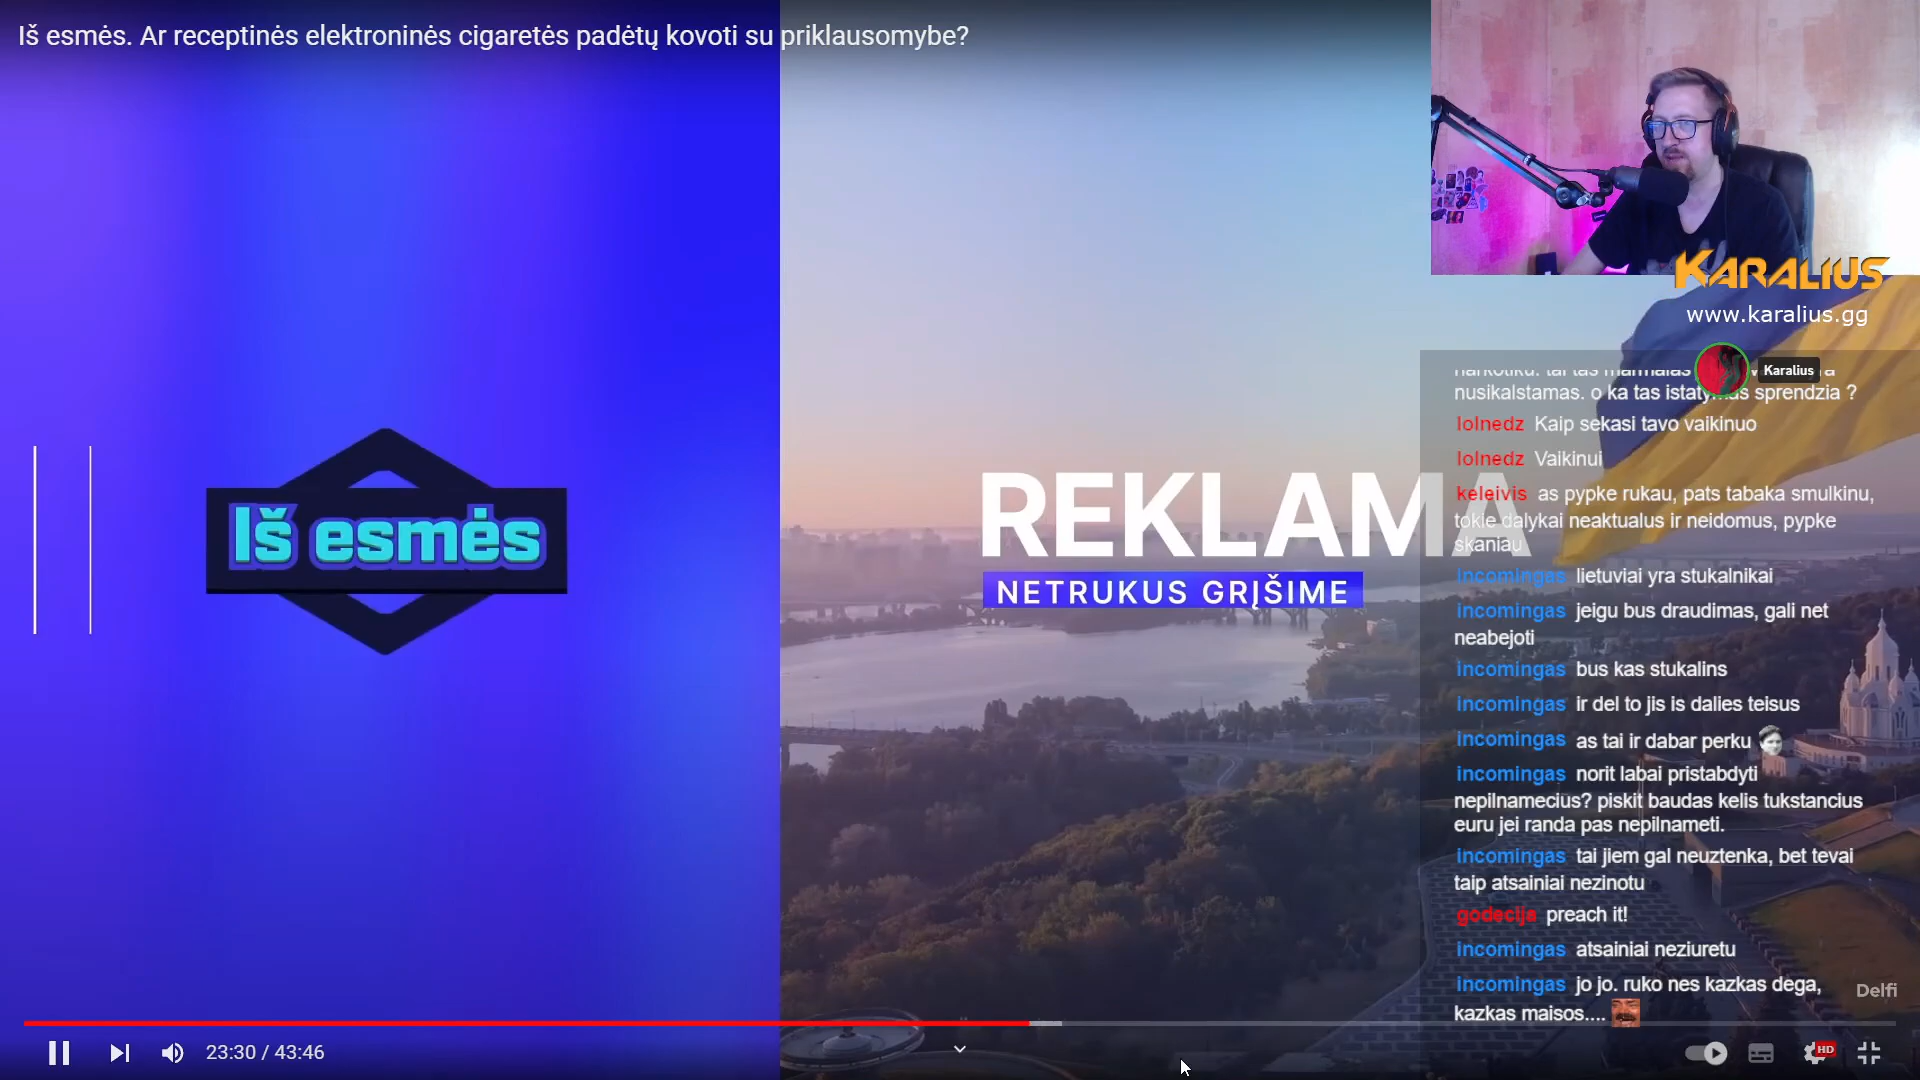 Iš esmės. Ar receptinės elektroninės cigaretės padėtų kovoti su priklausomybe?
KARALIUS
www.karalius.gg
Karalius
nusikalstamas. o ka tas sprendzia ?
lolnedz Kaip sekasi tavo vaikinuo
lolnedz Vaikinui
keleivis as pypke rukau, pats tabaka smulkinu,
tokie dalykai neaktualus ir neidomus, pypke
skaniau
incomingas lietuviai yra stukalnikai
incomingas jeigu bus draudimas, gali net
neabejoti
incomingas bus kas stukalins
incomingas ir del to jis is dalies teisus
incomingas as tai ir dabar perku
incomingas norit labai pristabdyti
nepilnamecius? piskit baudas kelis tukstancius
euru jei randa pas nepilnameti.
incomingas tai jiem gal neuztenka, bet tevai
taip atsainiai nezinotu
godecija preach it!
incomingas atsainiai neziuretu
incomingas jo jo. ruko nes kazkas dega,
kazkas maisos....
Iš esmės
REKLAMA
NETRUKUS GRĮŠIME
Delfi
23:30 / 43:46
HD